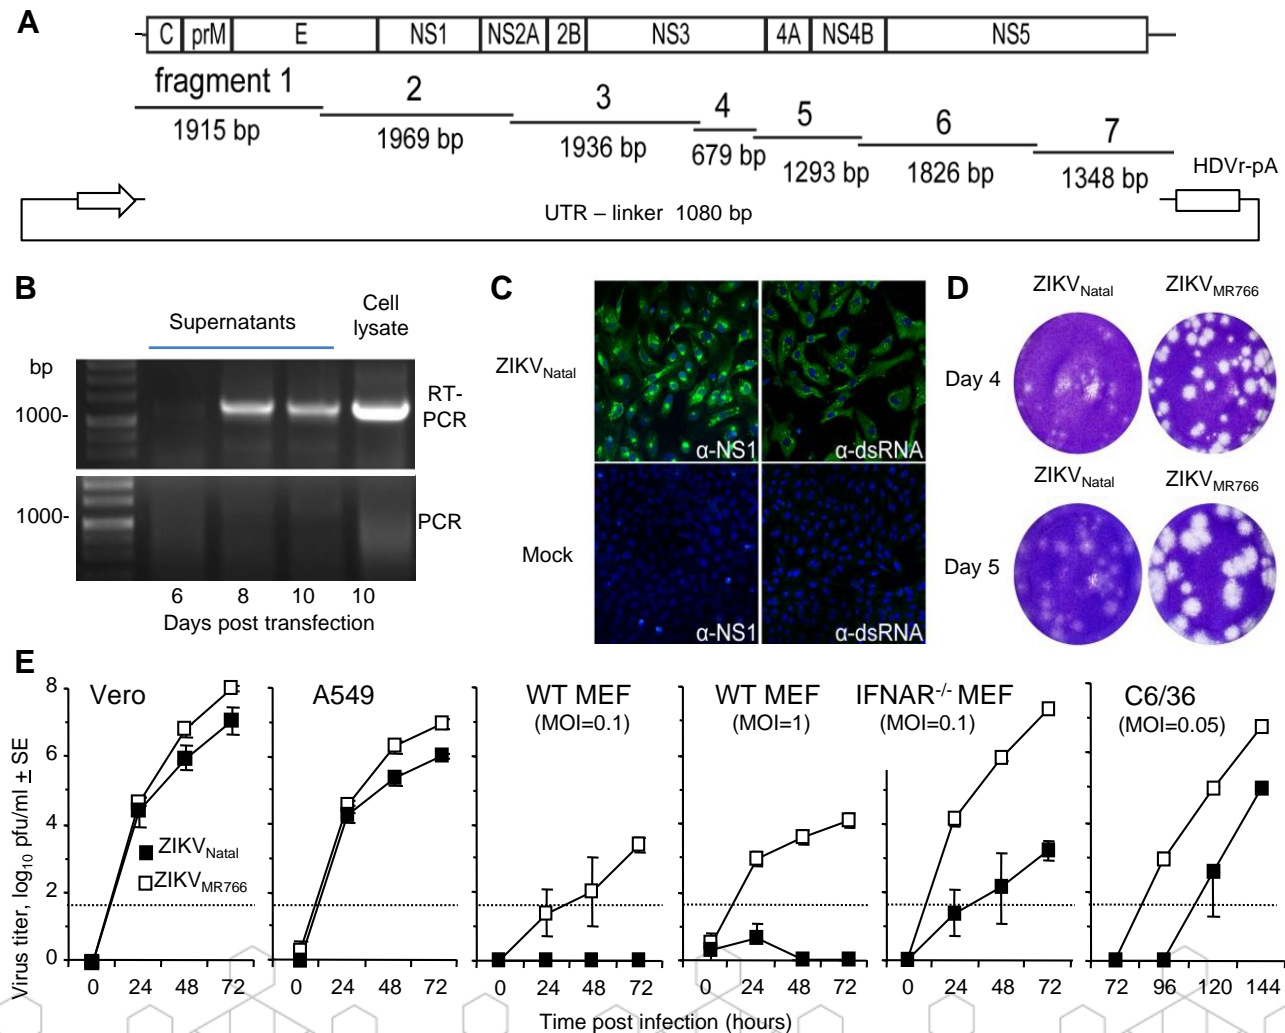 A
C prM E NS1 NS2A 2B NS3 4A NS4B NS5
fragment 1 2 3 4 5 6 7
1915 bp 1969 bp 1936 bp 679 bp 1293 bp 1826 bp 1348 bp
HDVr-pA
UTR – linker 1080 bp
B
Supernatants
Cell
lysate
bp
1000-
RT-
PCR
1000-
PCR
6 8 10 10
Days post transfection
C
ZIKVNatal
α-NS1 α-dsRNA
Mock
α-NS1 α-dsRNA
D
ZIKVNatal ZIKVMR766
Day 4
ZIKVNatal ZIKVMR766
Day 5
E
Virus titer, log10 pfu/ml ± SE
8
6
4
2
0
Vero
ZIKVNatal
ZIKVMR766
0 24 48 72
A549
0 24 48 72
WT MEF
(MOI=0.1)
0 24 48 72
WT MEF
(MOI=1)
0 24 48 72
IFNAR-/- MEF
(MOI=0.1)
0 24 48 72
C6/36
(MOI=0.05)
72 96 120 144
Time post infection (hours)